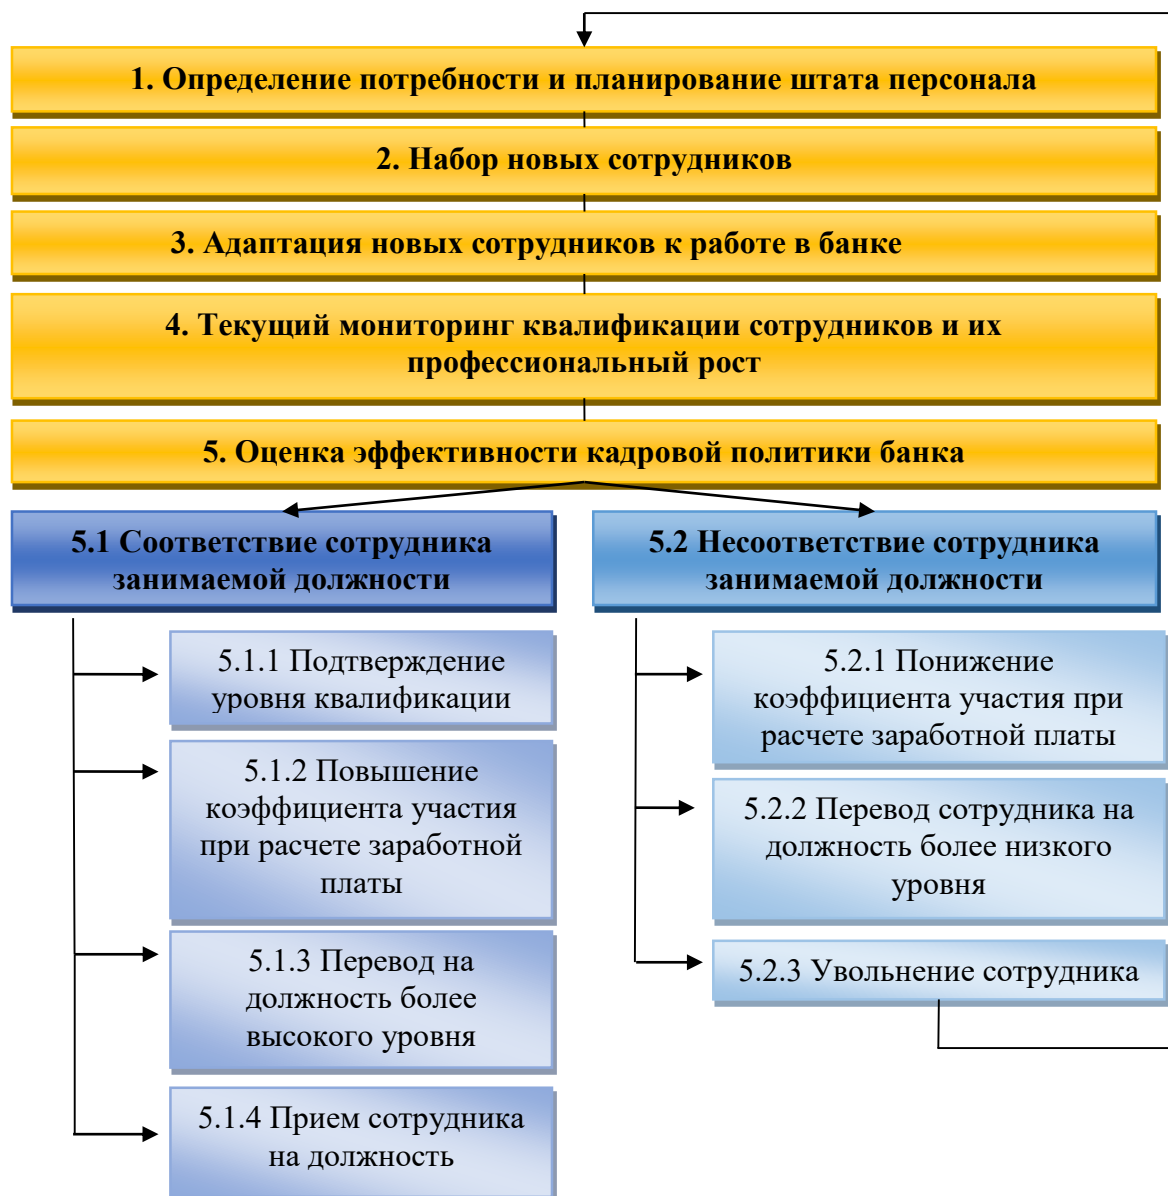 1. Определение потребности и планирование штата персонала
2. Набор новых сотрудников
3. Адаптация новых сотрудников к работе в банке
4. Текущий мониторинг квалификации сотрудников и их
профессиональный рост
5. Оценка эффективности кадровой политики банка
5.1 Соответствие сотрудника
занимаемой должности
5.1.1 Подтверждение
уровня квалификации
5.1.2 Повышение
коэффициента участия
при расчете заработной
платы
5.1.3 Перевод на
должность более
высокого уровня
5.1.4 Прием сотрудника
на должность
5.2 Несоответствие сотрудника
занимаемой должности
5.2.1 Понижение
коэффициента участия при
расчете заработной платы
5.2.2 Перевод сотрудника на
должность более низкого
уровня
5.2.3 Увольнение сотрудника